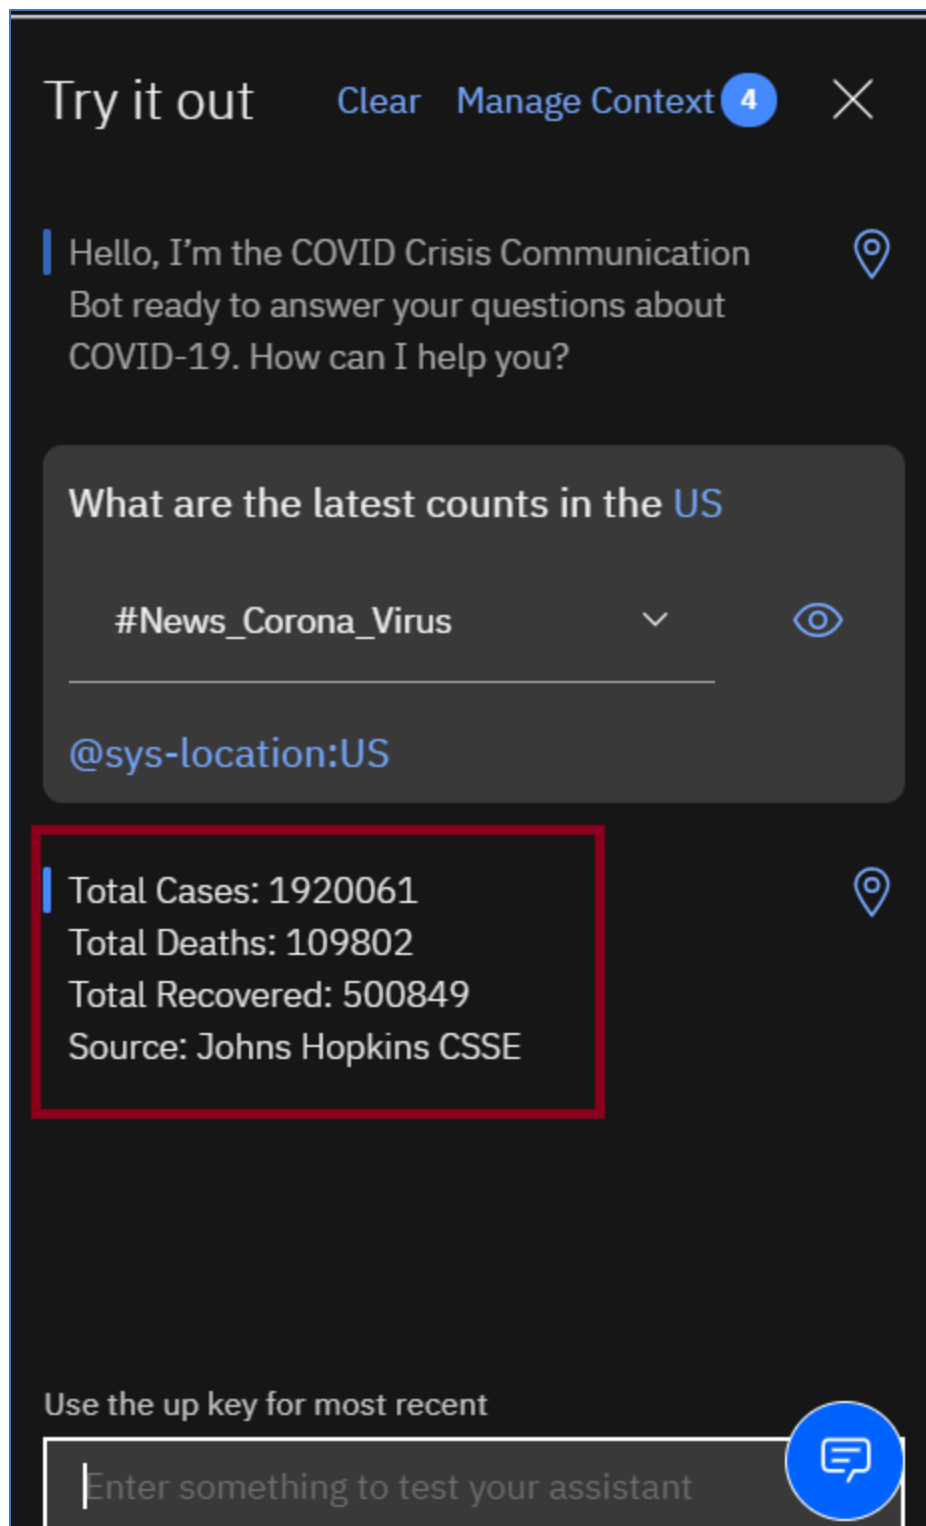 Try it out Clear Manage Context 4
Hello, I'm the COVID Crisis Communication
Bot ready to answer your questions about
COVID-19. How can I help you?
What are the latest counts in the US
#News_Corona_Virus
@sys-location:US
Total Cases: 1920061
Total Deaths: 109802
Total Recovered: 500849
Source: Johns Hopkins CSSE
Use the up key for most recent
Enter something to test your assistant